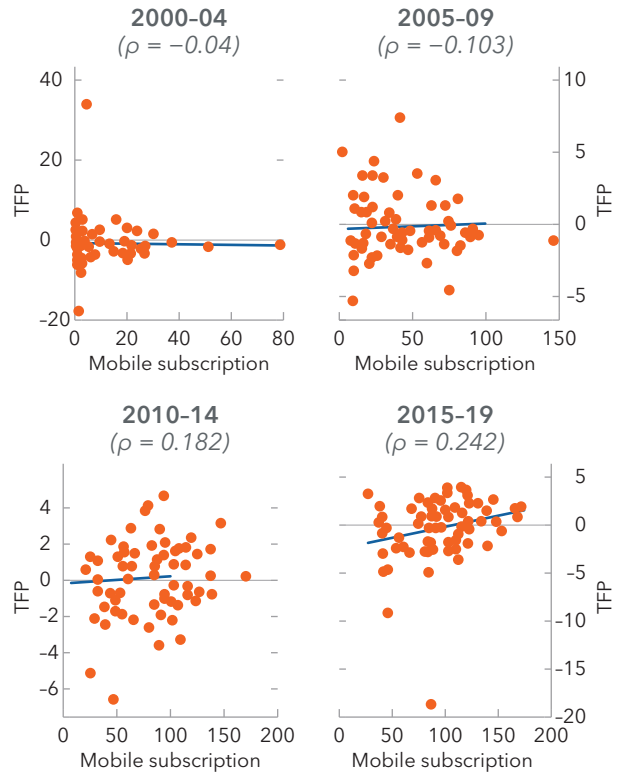 2000–04
(ρ = −0.04)
40
20
0
–20
TFP
0 20 40 60 80
Mobile subscription
2005–09
(ρ = −0.103)
10
5
0
–5
TFP
0 50 100 150
Mobile subscription
2010–14
(ρ = 0.182)
4
2
0
–2
–4
–6
TFP
0 50 100 150 200
Mobile subscription
2015–19
(ρ = 0.242)
5
0
–5
–10
–15
–20
TFP
0 50 100 150 200
Mobile subscription